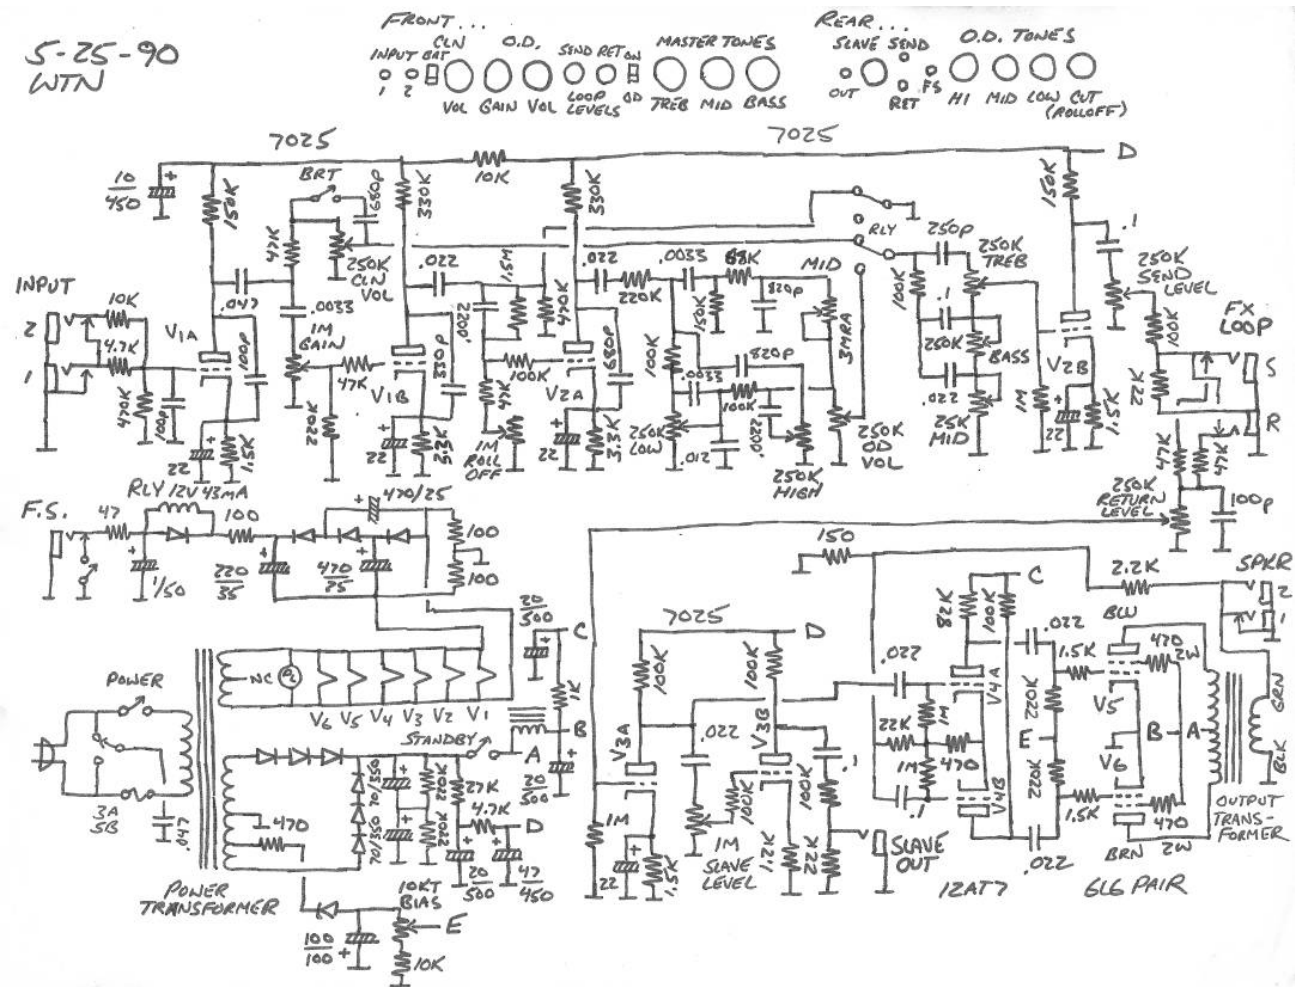 FRONT...
REAR...
5-25-90
WTN
CLN O.D. SEND RET ON MASTER TONES
INPUT BRT
1 2 VOL GAIN VOL LOOP LEVELS OD TREB MID BASS
SLAVE SEND O.D. TONES
OUT RET FS HI MID LOW CUT
(ROLLOFF)
7025
7025
D
10/450
150K
BRT
680P
330K
10K
330K
150K
.1
47K
250K CLN VOL
.022
1.5M
.022
.0033
68K
MID
RLY
250P
250K TREB
250K SEND LEVEL
INPUT
2
1
10K
4.7K
V1A
.047
.0033
1M GAIN
.0022
470K
220K
150K
820P
3MRA
100K
.1
250K BASS
100K
FX LOOP
S
R
470K
100P
100P
47K
V1B
330P
100K
V2A
680P
100K
820P
.0033
100K
.022
25K MID
V2B
1M
22K
22
1.5K
220K
22
3.3K
47K
1M ROLL OFF
22
3.3K
250K LOW
.012
.0022
250K HIGH
250K OD VOL
22
1.5K
47K
47K
250K RETURN LEVEL
100P
RLY 12V 43MA
F.S.
47
100
470/25
100
100
1/50
220/35
470/25
150
2.2K
SPKR
2
1
20/500
C
7025
D
C
82K
100K
BLU
.022
1.5K
470
2W
GRN
BLK
POWER
NC
PL
V6 V5 V4 V3 V2 V1
1K
B
100K
100K
.022
1M
V4A
220K
V5
E
B
A
V6
STANDBY
A
V3A
.022
V3B
22K
470
1M
V4B
220K
3A
SB
.047
470
70/350
70/350
220K
220K
27K
4.7K
D
20/500
1M
100K
100K
.1
.1
1.5K
470
2W
OUTPUT TRANS-FORMER
POWER
TRANSFORMER
20/500
47/450
22
1.5K
1M SLAVE LEVEL
1.2K
22K
SLAVE OUT
12AT7
.022
BRN
6L6 PAIR
10KT
BIAS
E
100/100
10K